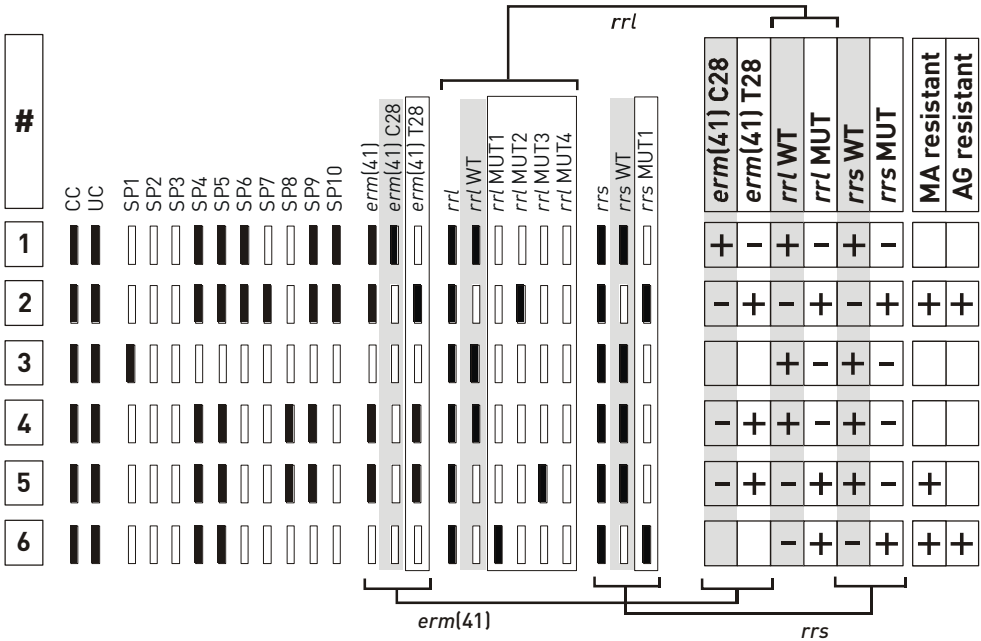 rrl
#
CC
UC
SP1
SP2
SP3
SP4
SP5
SP6
SP7
SP8
SP9
SP10
erm(41)
erm(41) C28
erm(41) T28
rrl
rrl WT
rrl MUT1
rrl MUT2
rrl MUT3
rrl MUT4
rrs
rrs WT
rrs MUT1
erm(41) C28
erm(41) T28
rrl WT
rrl MUT
rrs WT
rrs MUT
MA resistant
AG resistant
1 + − + − + −
2 − + − + − + + +
3 + − + −
4 − + + − + −
5 − + − + + − +
6 − + − + + +
erm(41)
rrs